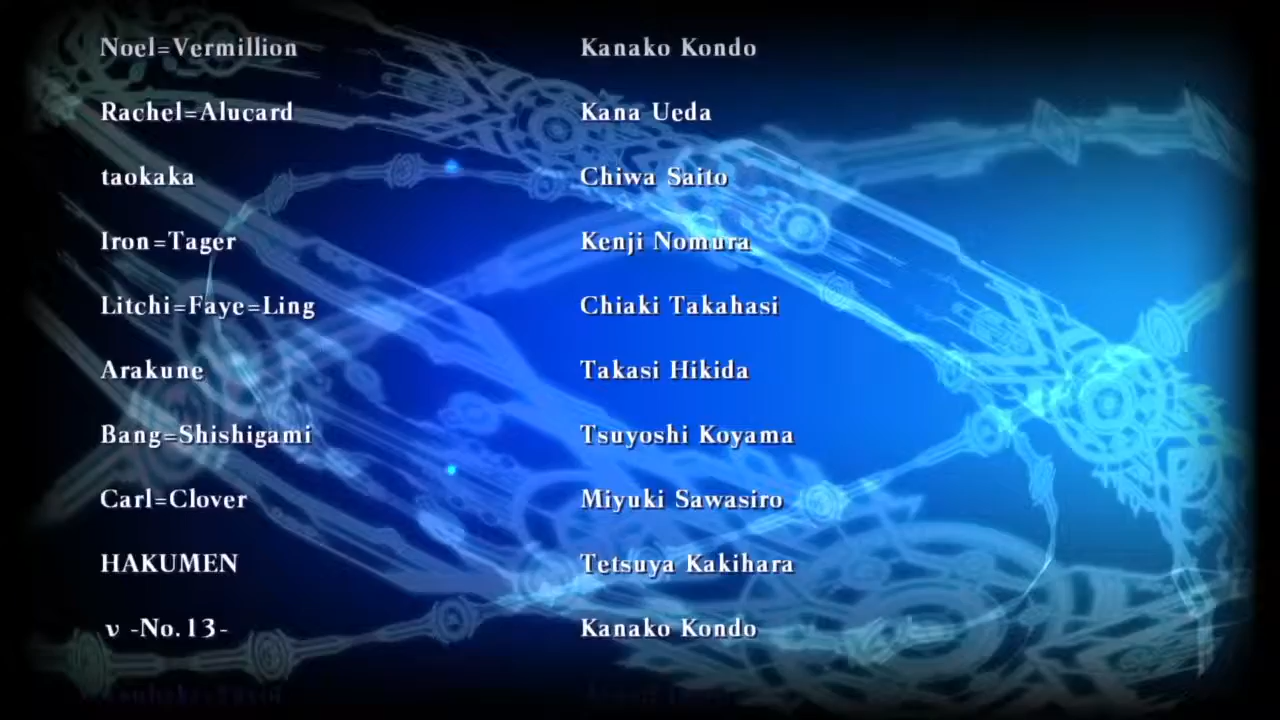 Noel=Vermillion Kanako Kondo
Rachel=Alucard Kana Ueda
taokaka Chiwa Saito
Iron=Tager Kenji Nomura
Litchi=Faye=Ling Chiaki Takahasi
Arakune Takasi Hikida
Bang=Shishigami Tsuyoshi Koyama
Carl=Clover Miyuki Sawasiro
HAKUMEN Tetsuya Kakihara
ν -No.13- Kanako Kondo